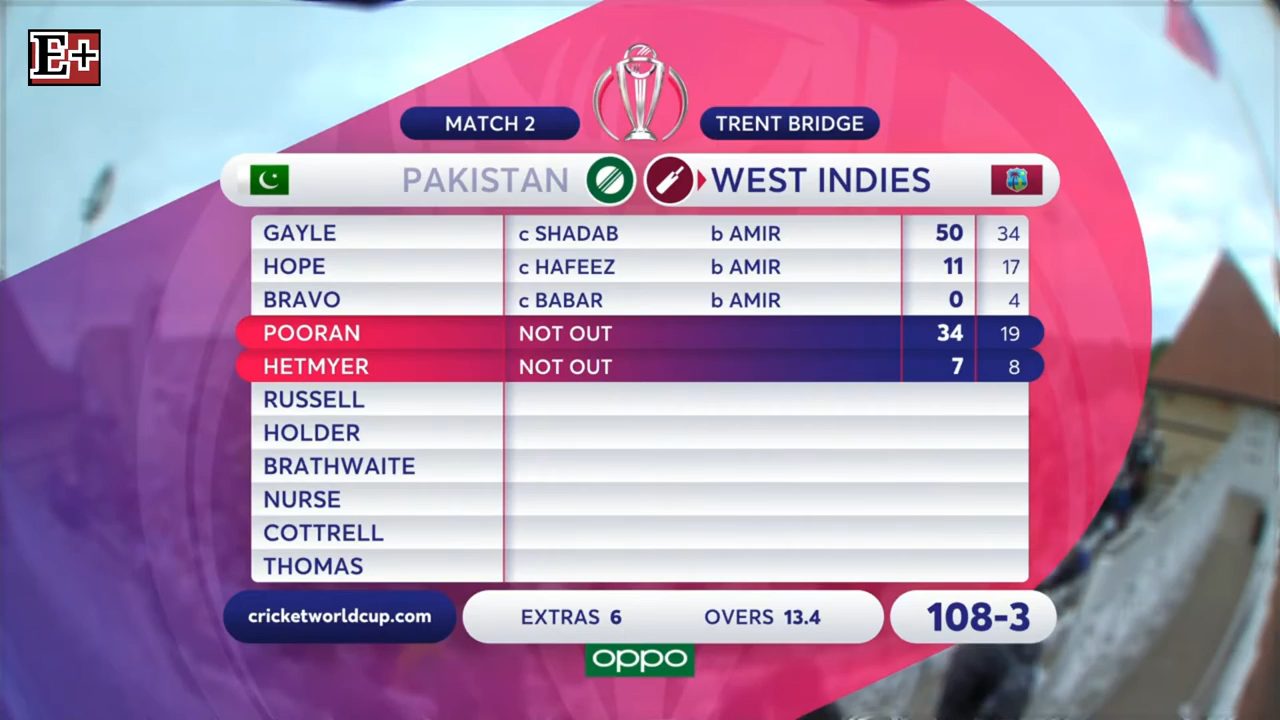 E+
MATCH 2 TRENT BRIDGE
PAKISTAN WEST INDIES
GAYLE c SHADAB b AMIR 50 34
HOPE c HAFEEZ b AMIR 11 17
BRAVO c BABAR b AMIR 0 4
POORAN NOT OUT 34 19
HETMYER NOT OUT 7 8
RUSSELL
HOLDER
BRATHWAITE
NURSE
COTTRELL
THOMAS
cricketworldcup.com EXTRAS 6 OVERS 13.4 108-3
oppo